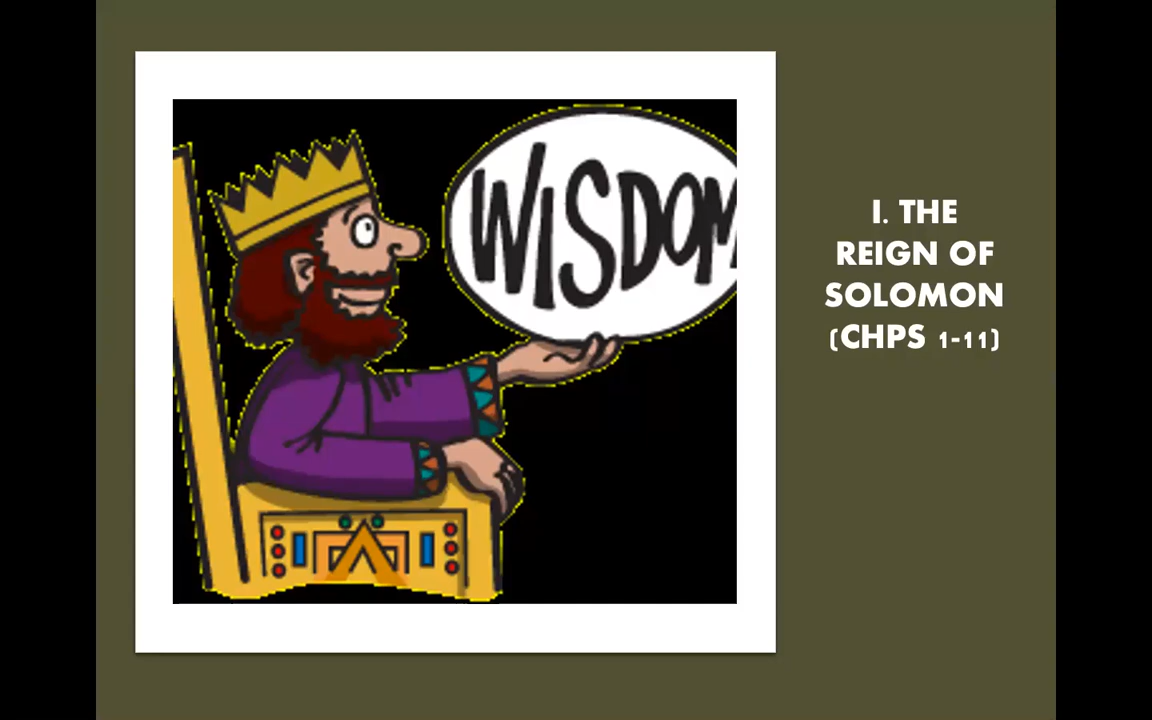 WISDOM
I. THE
REIGN OF
SOLOMON
(CHPS 1-11)